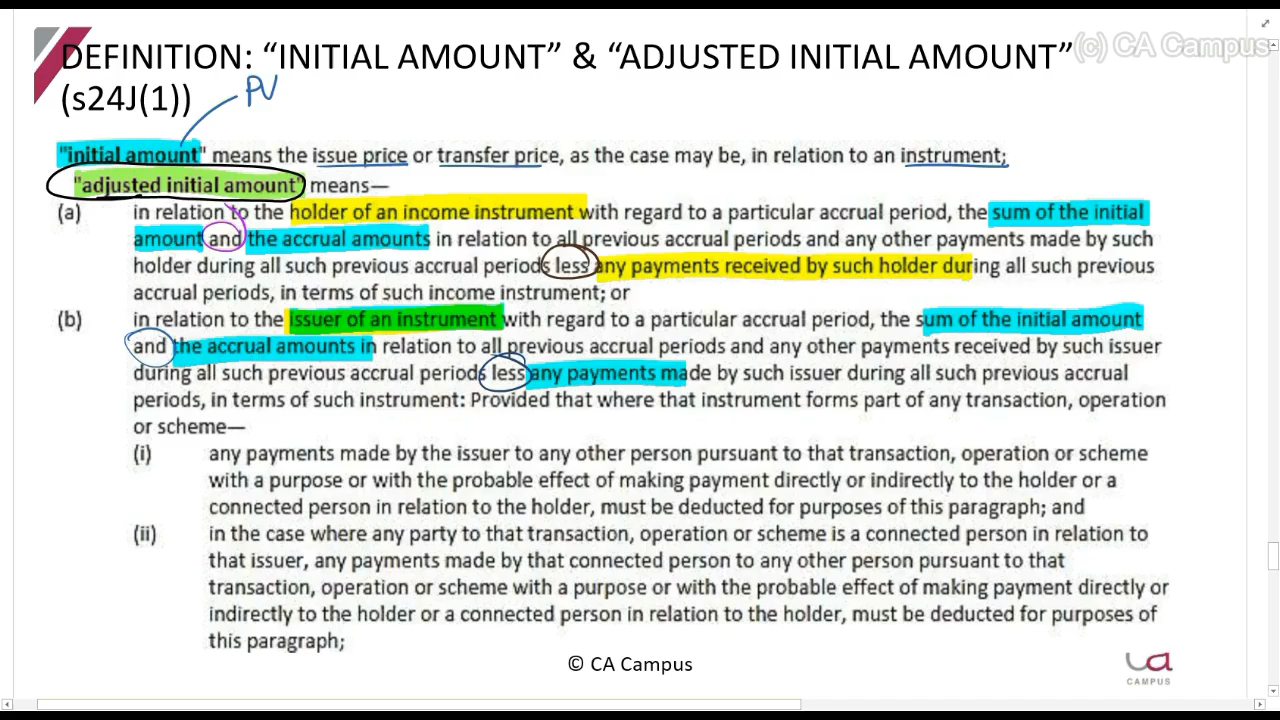 (c) CA Campus
DEFINITION: “INITIAL AMOUNT” & “ADJUSTED INITIAL AMOUNT”
(s24J(1))
PV
"initial amount" means the issue price or transfer price, as the case may be, in relation to an instrument;
"adjusted initial amount" means—
(a) in relation to the holder of an income instrument with regard to a particular accrual period, the sum of the initial
amount and the accrual amounts in relation to all previous accrual periods and any other payments made by such
holder during all such previous accrual periods less any payments received by such holder during all such previous
accrual periods, in terms of such income instrument; or
(b) in relation to the issuer of an instrument with regard to a particular accrual period, the sum of the initial amount
and the accrual amounts in relation to all previous accrual periods and any other payments received by such issuer
during all such previous accrual periods less any payments made by such issuer during all such previous accrual
periods, in terms of such instrument: Provided that where that instrument forms part of any transaction, operation
or scheme—
(i) any payments made by the issuer to any other person pursuant to that transaction, operation or scheme
with a purpose or with the probable effect of making payment directly or indirectly to the holder or a
connected person in relation to the holder, must be deducted for purposes of this paragraph; and
(ii) in the case where any party to that transaction, operation or scheme is a connected person in relation to
that issuer, any payments made by that connected person to any other person pursuant to that
transaction, operation or scheme with a purpose or with the probable effect of making payment directly or
indirectly to the holder or a connected person in relation to the holder, must be deducted for purposes of
this paragraph;
© CA Campus
CAMPUS